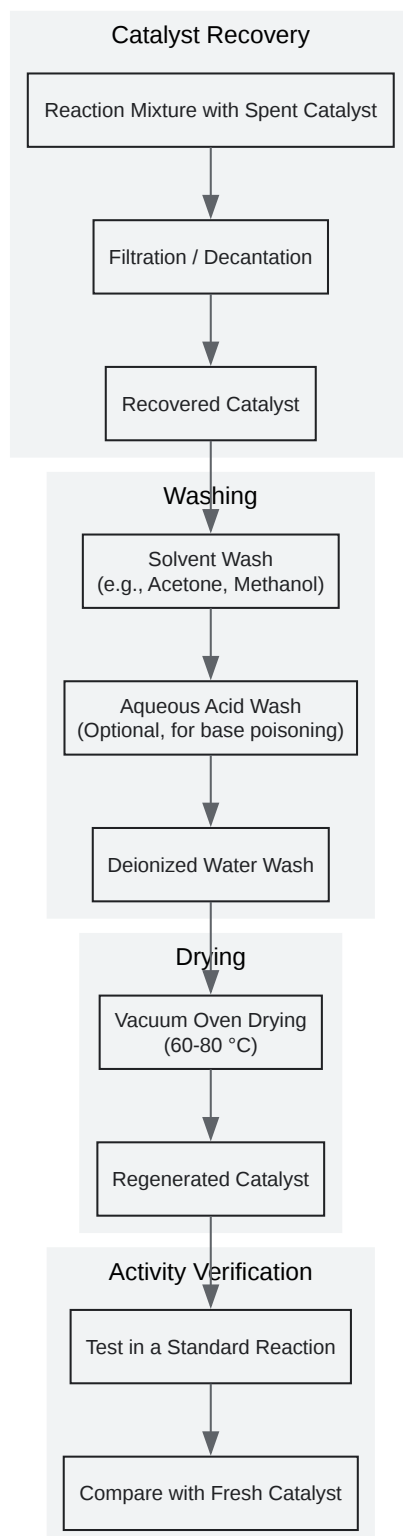 Catalyst Recovery
Reaction Mixture with Spent Catalyst
Filtration / Decantation
Recovered Catalyst
Washing
Solvent Wash
(e.g., Acetone, Methanol)
Aqueous Acid Wash
(Optional, for base poisoning)
Deionized Water Wash
Drying
Vacuum Oven Drying
(60-80 °C)
Regenerated Catalyst
Activity Verification
Test in a Standard Reaction
Compare with Fresh Catalyst